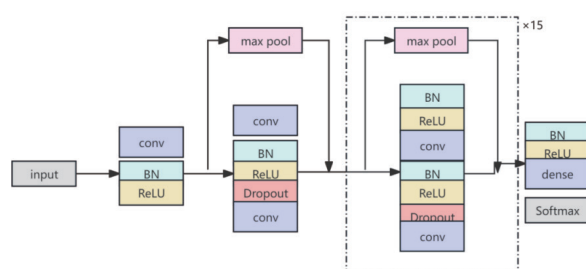 max pool
max pool
×15
conv
BN
ReLU
conv
BN
ReLU
Dropout
conv
BN
ReLU
conv
BN
ReLU
Dropout
conv
input
BN
ReLU
dense
Softmax